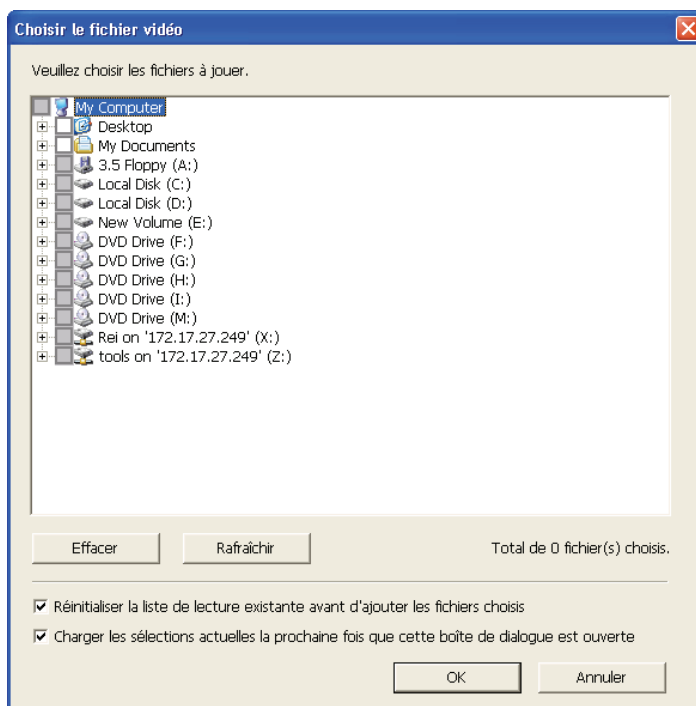 Choisir le fichier vidéo
Veuillez choisir les fichiers à jouer.
My Computer
Desktop
My Documents
3.5 Floppy (A:)
Local Disk (C:)
Local Disk (D:)
New Volume (E:)
DVD Drive (F:)
DVD Drive (G:)
DVD Drive (H:)
DVD Drive (I:)
DVD Drive (M:)
Rei on '172.17.27.249' (X:)
tools on '172.17.27.249' (Z:)
Effacer Rafraîchir Total de 0 fichier(s) choisis.
Réinitialiser la liste de lecture existante avant d'ajouter les fichiers choisis
Charger les sélections actuelles la prochaine fois que cette boîte de dialogue est ouverte
OK Annuler